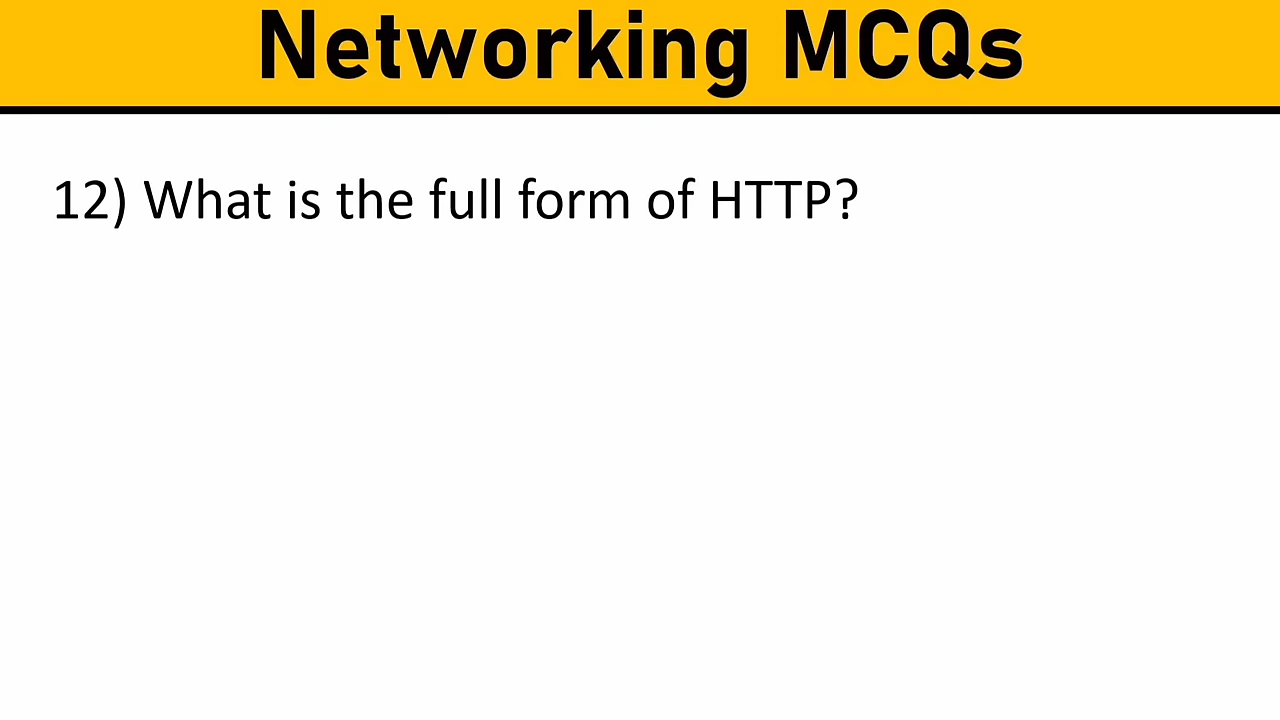 Networking MCQs
12) What is the full form of HTTP?